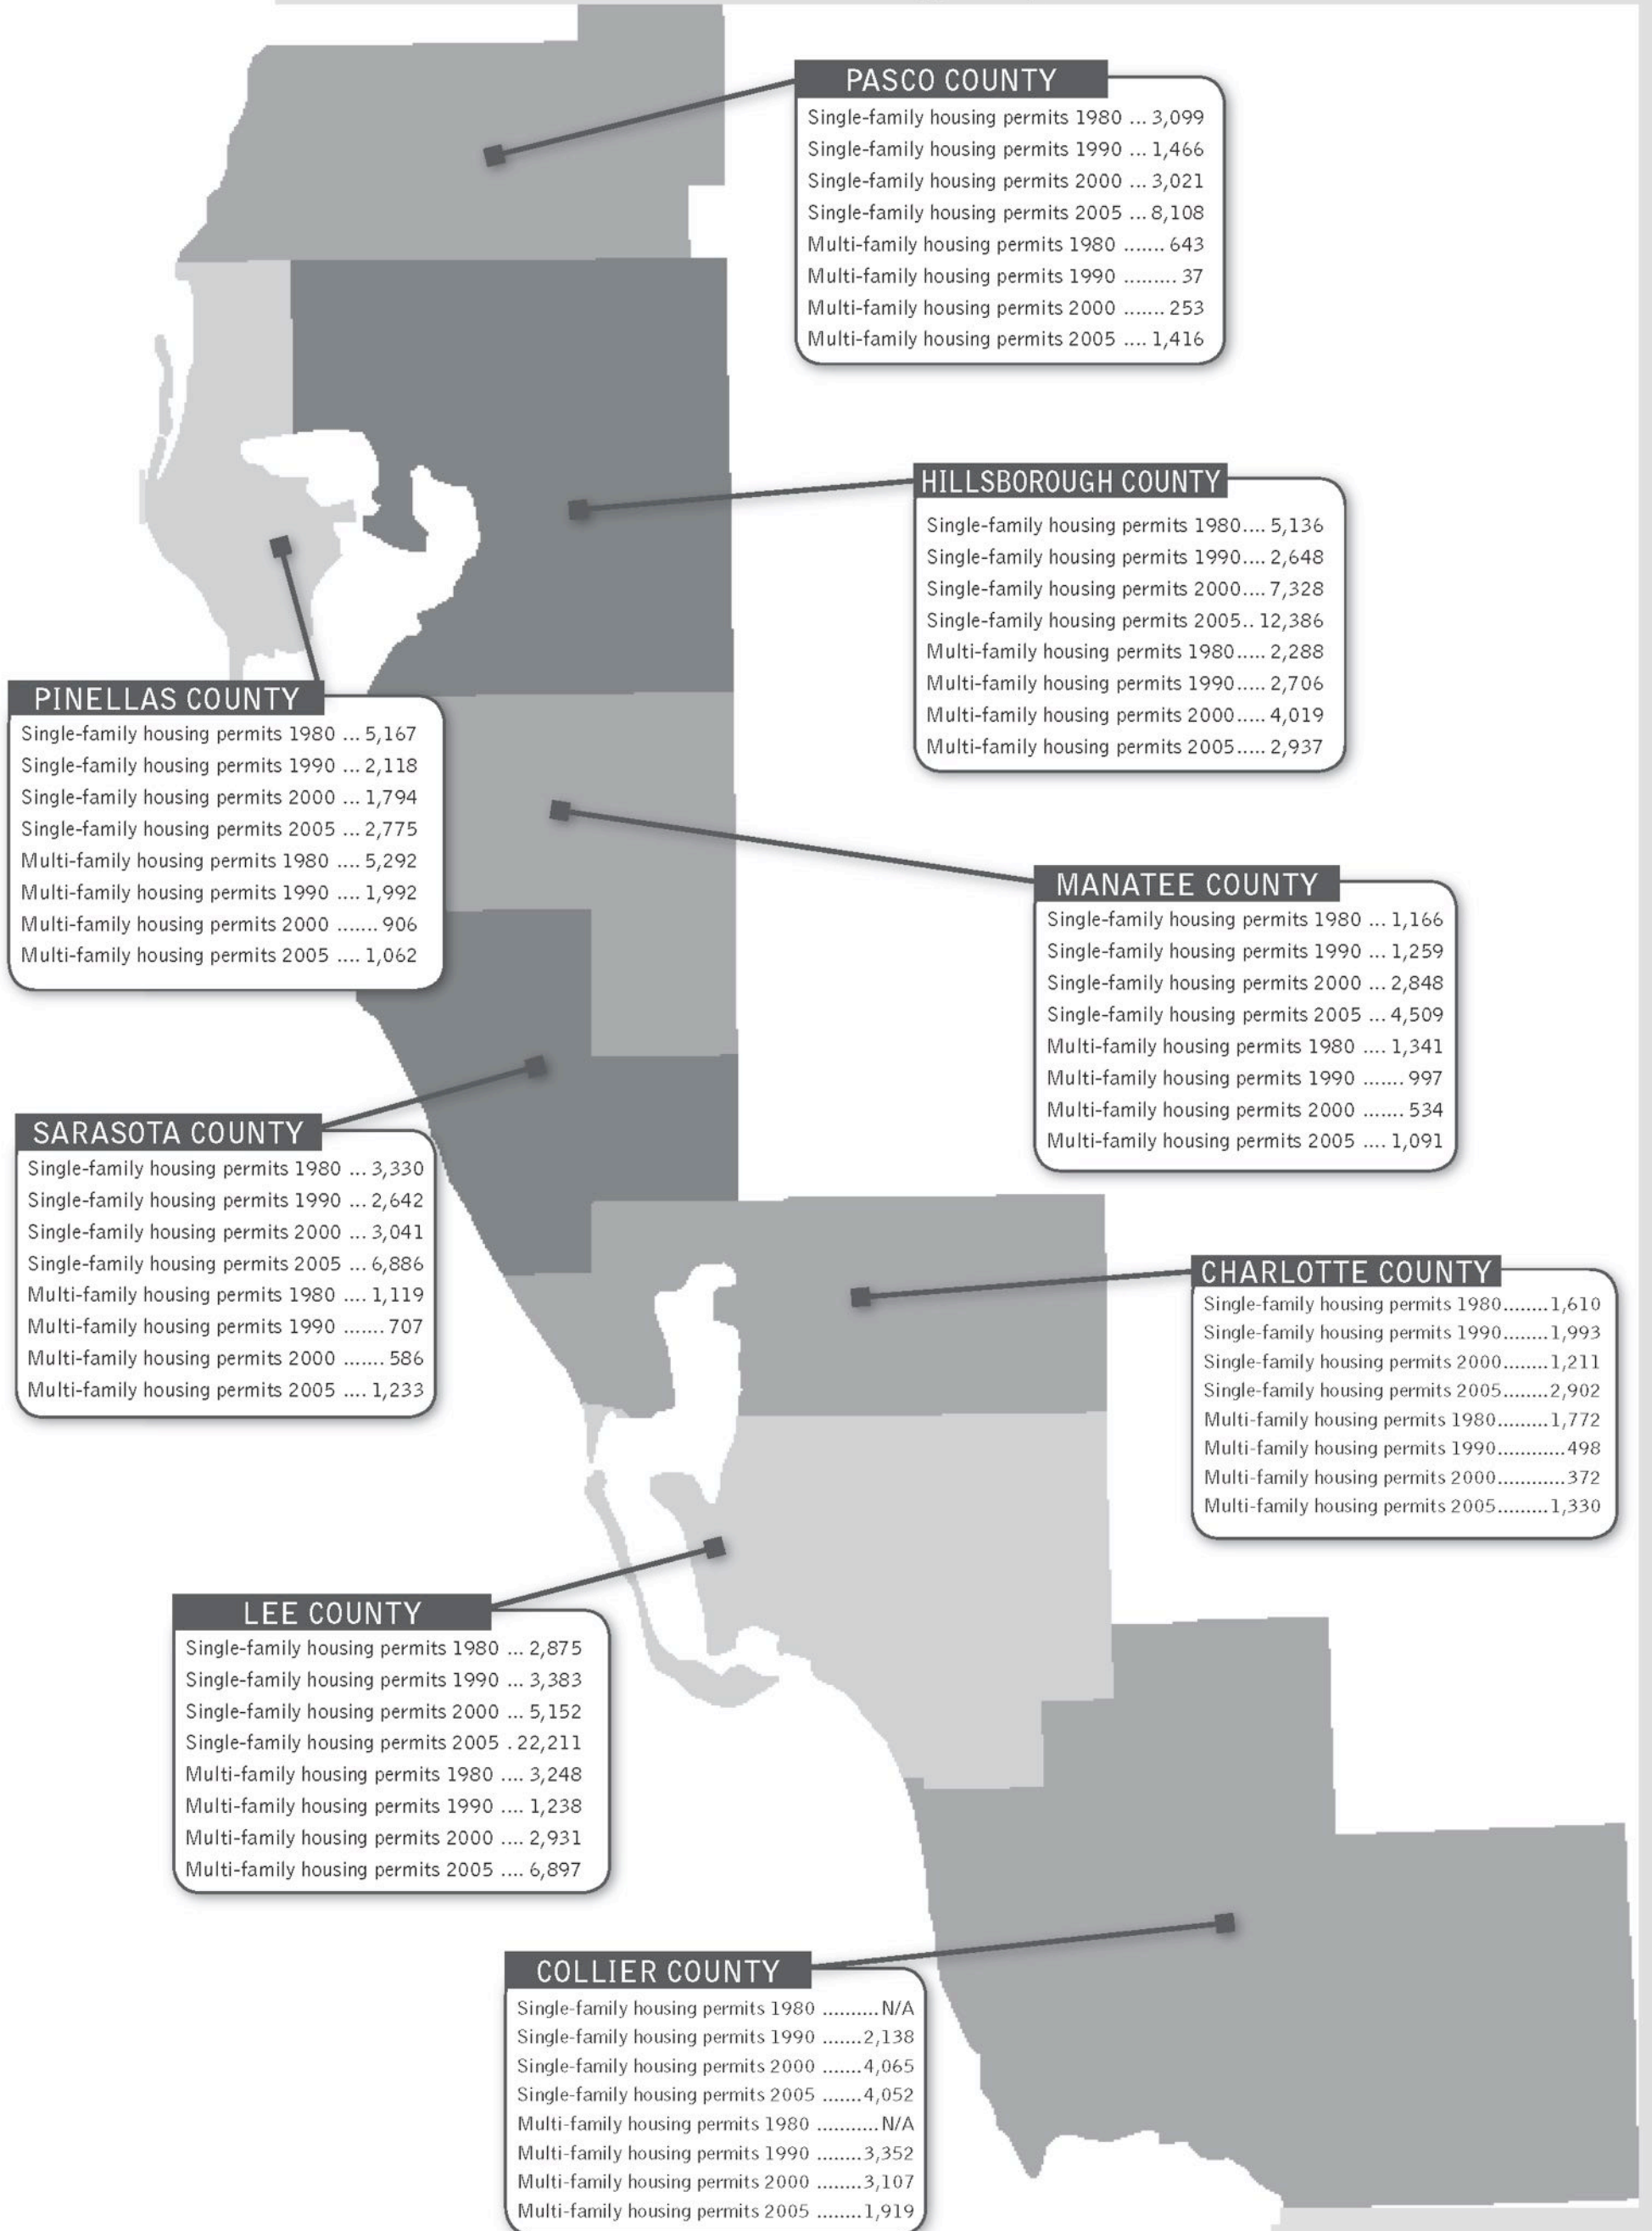 PASCO COUNTY
Single-family housing permits 1980 ... 3,099
Single-family housing permits 1990 ... 1,466
Single-family housing permits 2000 ... 3,021
Single-family housing permits 2005 ... 8,108
Multi-family housing permits 1980 ....... 643
Multi-family housing permits 1990 ......... 37
Multi-family housing permits 2000 ....... 253
Multi-family housing permits 2005 .... 1,416
HILLSBOROUGH COUNTY
Single-family housing permits 1980.... 5,136
Single-family housing permits 1990.... 2,648
Single-family housing permits 2000.... 7,328
Single-family housing permits 2005.. 12,386
Multi-family housing permits 1980..... 2,288
Multi-family housing permits 1990..... 2,706
Multi-family housing permits 2000..... 4,019
Multi-family housing permits 2005..... 2,937
PINELLAS COUNTY
Single-family housing permits 1980 ... 5,167
Single-family housing permits 1990 ... 2,118
Single-family housing permits 2000 ... 1,794
Single-family housing permits 2005 ... 2,775
Multi-family housing permits 1980 .... 5,292
Multi-family housing permits 1990 .... 1,992
Multi-family housing permits 2000 ....... 906
Multi-family housing permits 2005 .... 1,062
MANATEE COUNTY
Single-family housing permits 1980 ... 1,166
Single-family housing permits 1990 ... 1,259
Single-family housing permits 2000 ... 2,848
Single-family housing permits 2005 ... 4,509
Multi-family housing permits 1980 .... 1,341
Multi-family housing permits 1990 ....... 997
Multi-family housing permits 2000 ....... 534
Multi-family housing permits 2005 .... 1,091
SARASOTA COUNTY
Single-family housing permits 1980 ... 3,330
Single-family housing permits 1990 ... 2,642
Single-family housing permits 2000 ... 3,041
Single-family housing permits 2005 ... 6,886
Multi-family housing permits 1980 .... 1,119
Multi-family housing permits 1990 ....... 707
Multi-family housing permits 2000 ....... 586
Multi-family housing permits 2005 .... 1,233
CHARLOTTE COUNTY
Single-family housing permits 1980........1,610
Single-family housing permits 1990........1,993
Single-family housing permits 2000........1,211
Single-family housing permits 2005........2,902
Multi-family housing permits 1980.........1,772
Multi-family housing permits 1990............498
Multi-family housing permits 2000............372
Multi-family housing permits 2005.........1,330
LEE COUNTY
Single-family housing permits 1980 ... 2,875
Single-family housing permits 1990 ... 3,383
Single-family housing permits 2000 ... 5,152
Single-family housing permits 2005 . 22,211
Multi-family housing permits 1980 .... 3,248
Multi-family housing permits 1990 .... 1,238
Multi-family housing permits 2000 .... 2,931
Multi-family housing permits 2005 .... 6,897
COLLIER COUNTY
Single-family housing permits 1980 ..........N/A
Single-family housing permits 1990 .......2,138
Single-family housing permits 2000 .......4,065
Single-family housing permits 2005 .......4,052
Multi-family housing permits 1980 ...........N/A
Multi-family housing permits 1990 ........3,352
Multi-family housing permits 2000 ........3,107
Multi-family housing permits 2005 ........1,919